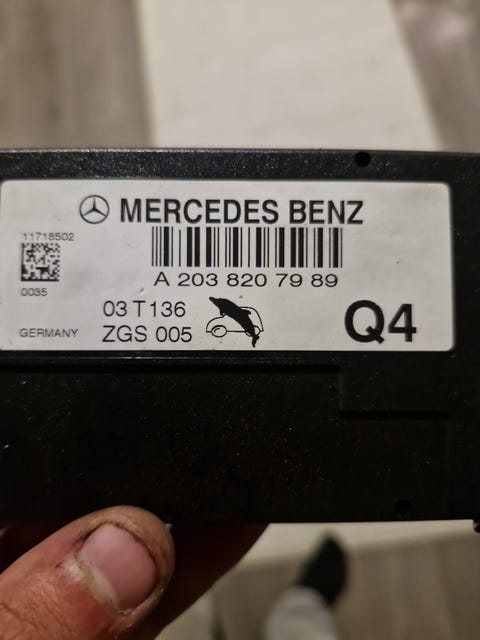 MERCEDES BENZ
11718502
A 203 820 79 89
0035
03 T136
GERMANY
ZGS 005
Q4